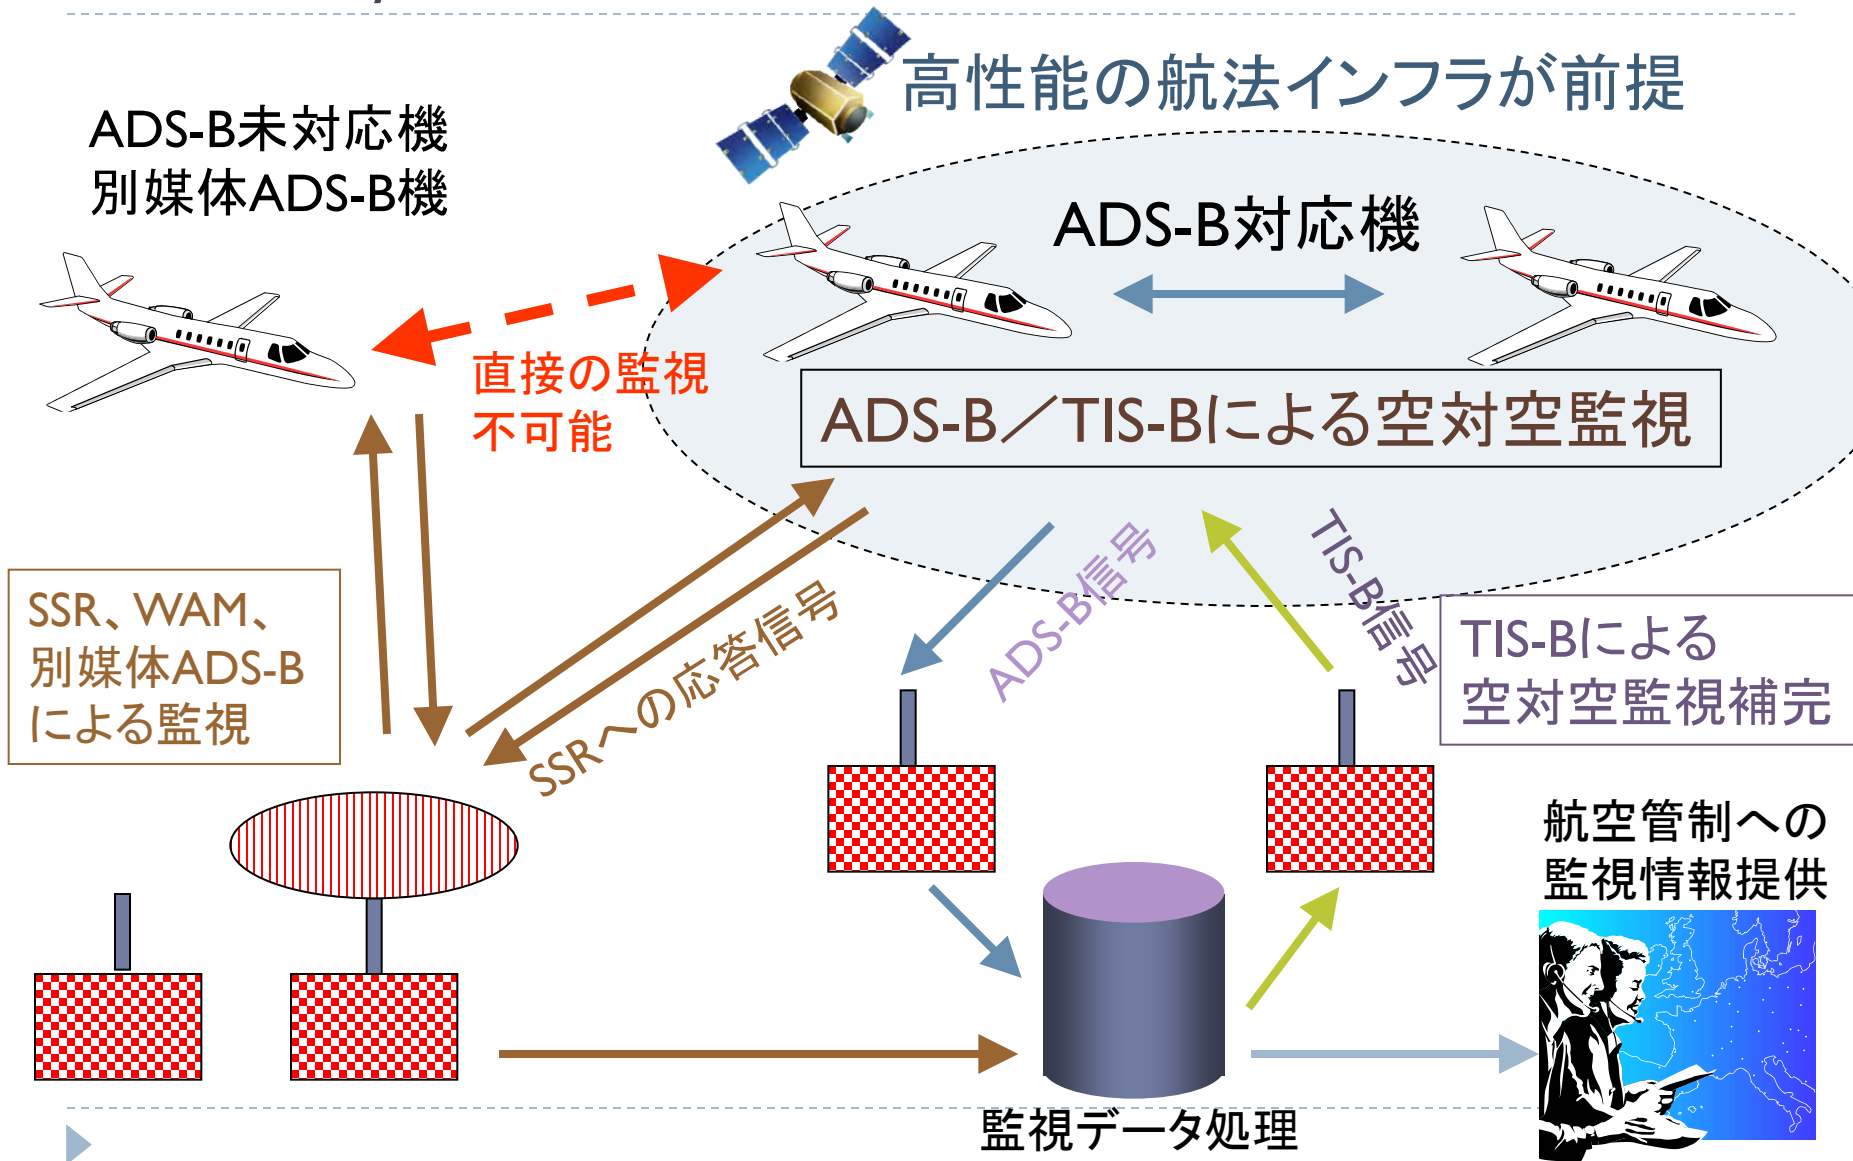 高性能の航法インフラが前提
ADS-B未対応機
別媒体ADS-B機
ADS-B対応機
直接の監視
不可能
ADS-B／TIS-Bによる空対空監視
SSR、WAM、
別媒体ADS-B
による監視
SSRへの応答信号
ADS-B信号
TIS-B信号
TIS-Bによる
空対空監視補完
航空管制への
監視情報提供
監視データ処理